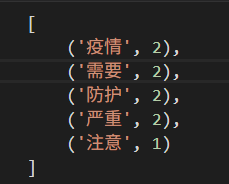 [
('疫情', 2),
('需要', 2),
('防护', 2),
('严重', 2),
('注意', 1)
]